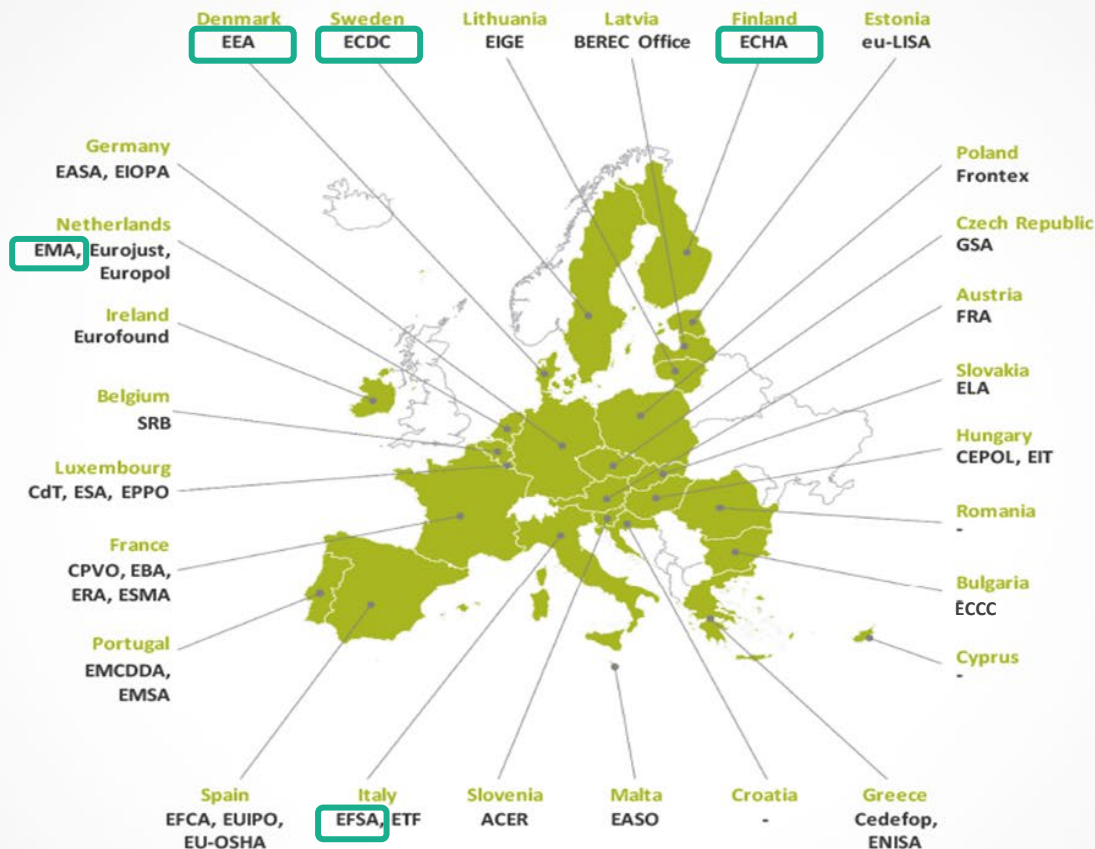 Denmark
EEA
Sweden
ECDC
Lithuania
EIGE
Latvia
BEREC Office
Finland
ECHA
Estonia
eu-LISA
Germany
EASA, EIOPA
Netherlands
EMA, Eurojust,
Europol
Ireland
Eurofound
Belgium
SRB
Luxembourg
CdT, ESA, EPPO
France
CPVO, EBA,
ERA, ESMA
Portugal
EMCDDA,
EMSA
Poland
Frontex
Czech Republic
GSA
Austria
FRA
Slovakia
ELA
Hungary
CEPOL, EIT
Romania
-
Bulgaria
ECCC
Cyprus
-
Spain
EFCA, EUIPO,
EU-OSHA
Italy
EFSA, ETF
Slovenia
ACER
Malta
EASO
Croatia
-
Greece
Cedefop,
ENISA